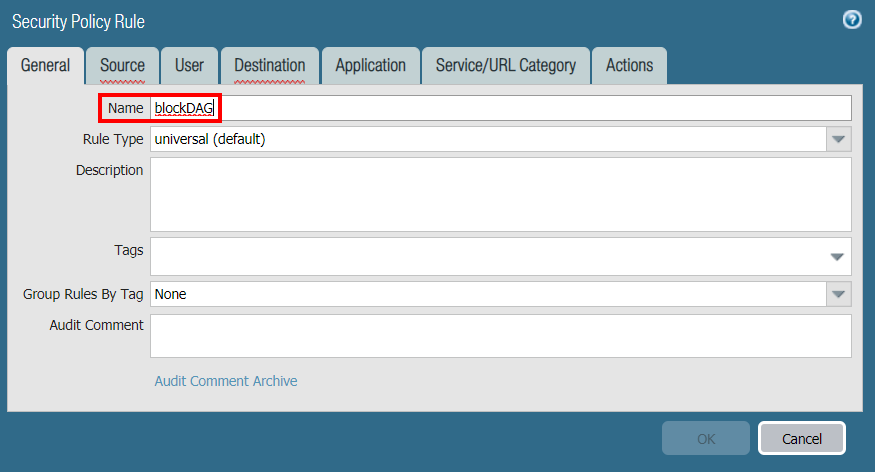 Security Policy Rule
?
General Source User Destination Application Service/URL Category Actions
Name blockDAG
Rule Type universal (default)
Description
Tags
Group Rules By Tag None
Audit Comment
Audit Comment Archive
OK Cancel